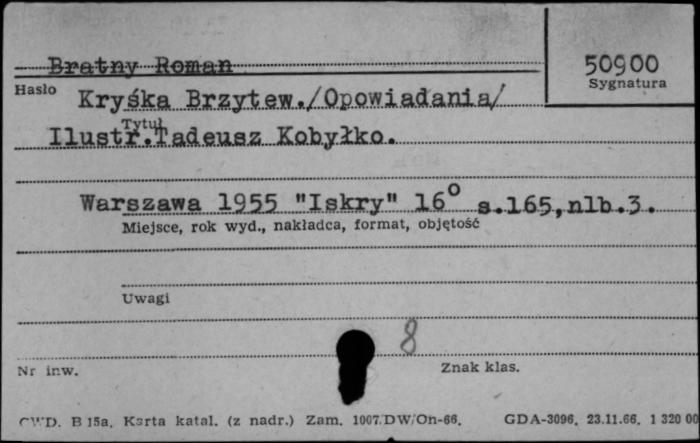 Bratny Roman
50900
Sygnatura
Hasło
Kryśka Brzytew./Opowiadania/
Tytuł
Ilustr.Tadeusz Kobyłko.
Warszawa 1955 "Iskry" 16° s.165,nlb.3.
Miejsce, rok wyd., nakładca, format, objętość
Uwagi
8
Nr inw.
Znak klas.
CWD. B 15a. Karta katal. (z nadr.) Zam. 1007/DW/On-66. GDA-3096. 23.11.66. 1 320 00